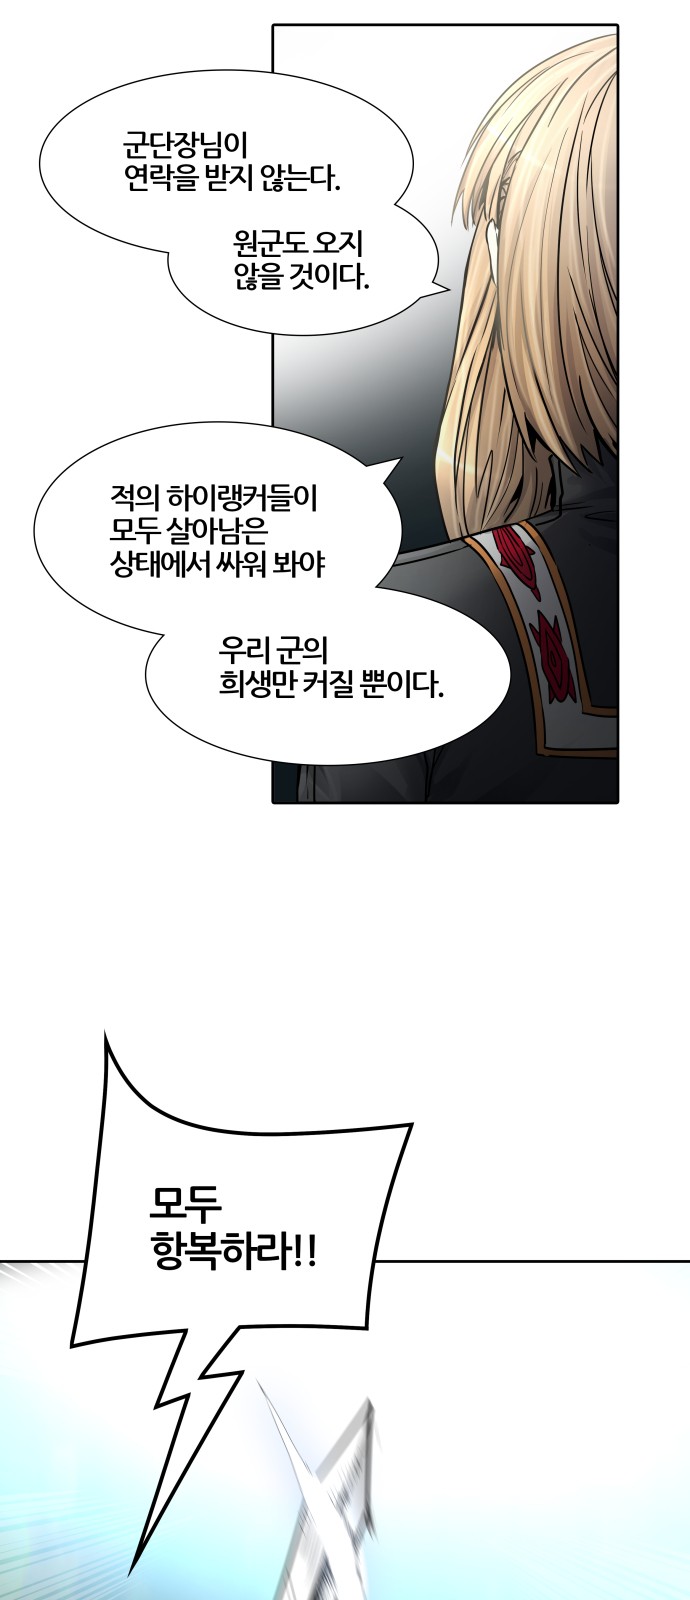 군단장님이
연락을 받지 않는다.
원군도 오지
않을 것이다.
적의 하이랭커들이
모두 살아남은
상태에서 싸워 봐야
우리 군의
희생만 커질 뿐이다.
모두
항복하라!!